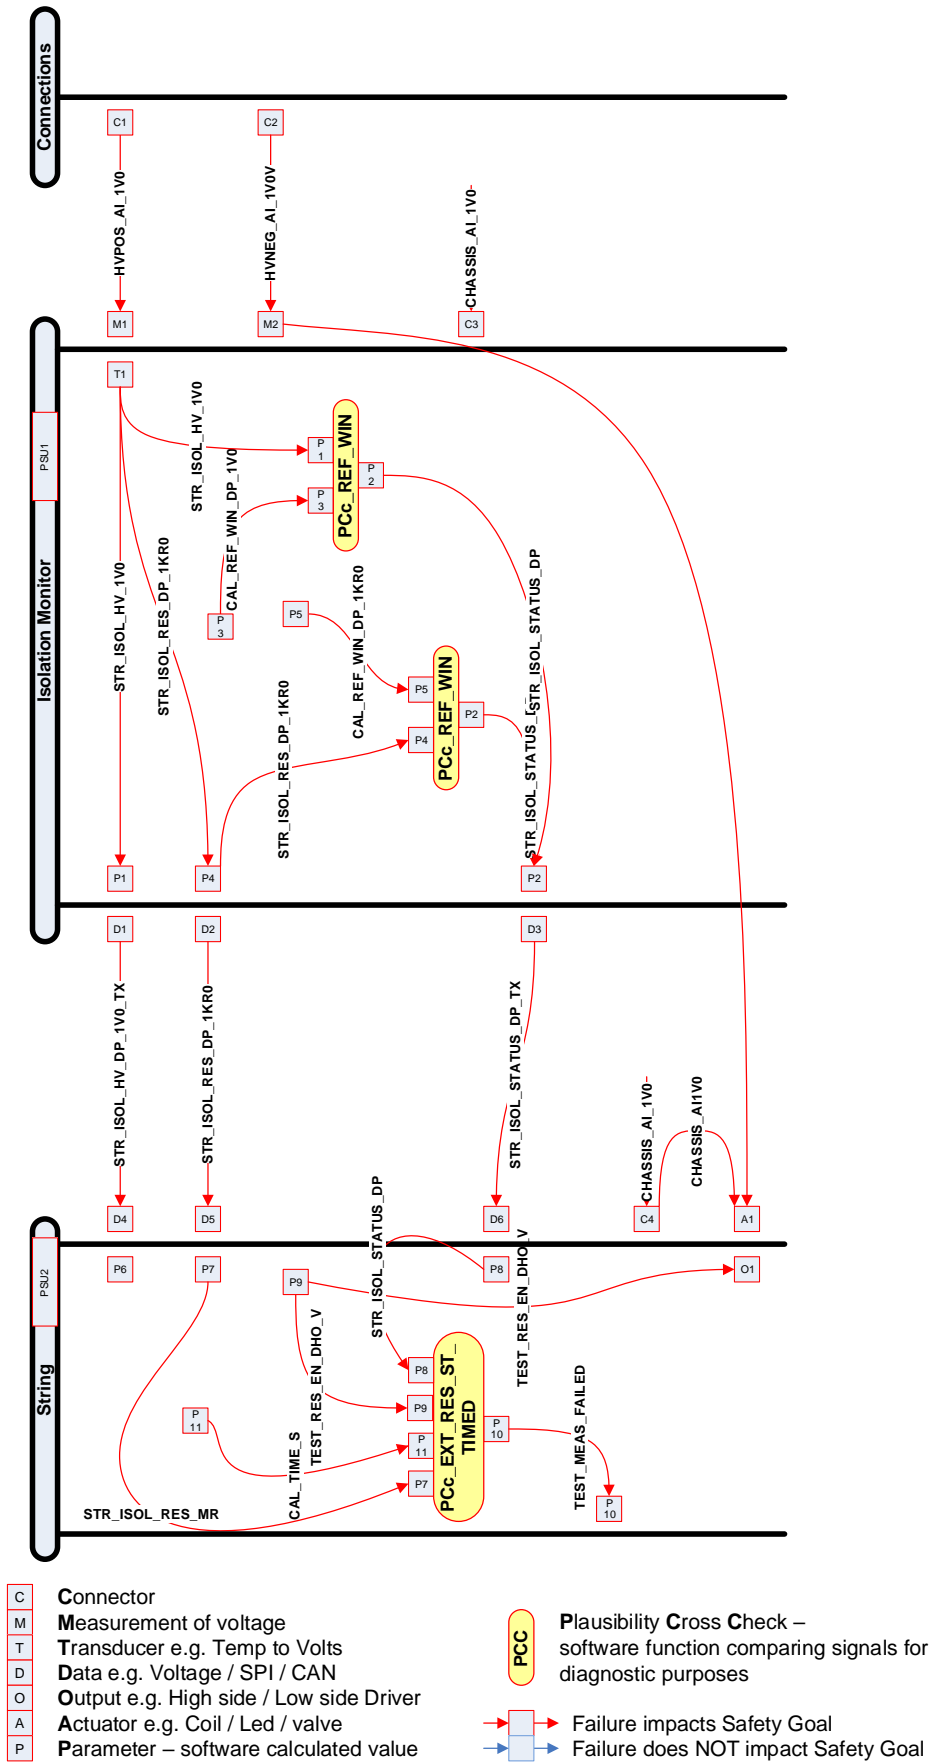 Connections
C1
C2
HVPOS_AI_1V0
HVNEG_AI_1V0V
CHASSIS_AI_1V0
M1
M2
C3
Isolation Monitor
PSU1
T1
STR_ISOL_HV_1V0
P
1
PCc_REF_WIN
P
2
P
3
CAL_REF_WIN_DP_1V0
STR_ISOL_HV_1V0
STR_ISOL_RES_DP_1KR0
P
3
P5
CAL_REF_WIN_DP_1KR0
STR_ISOL_STATUS_DP
P5
PCc_REF_WIN
P2
P4
STR_ISOL_RES_DP_1KR0
STR_ISOL_STATUS_D
P1
P4
P2
D1
D2
D3
STR_ISOL_HV_DP_1V0_TX
STR_ISOL_RES_DP_1KR0
STR_ISOL_STATUS_DP_TX
CHASSIS_AI_1V0
CHASSIS_AI1V0
D4
D5
D6
C4
A1
String
PSU2
P6
P7
P9
STR_ISOL_STATUS_DP
P8
TEST_RES_EN_DHO_V
O1
TEST_RES_EN_DHO_V
P8
P9
P
11
P7
PCc_EXT_RES_ST_
TIMED
P
10
P
11
CAL_TIME_S
TEST_MEAS_FAILED
P
10
STR_ISOL_RES_MR
C Connector
M Measurement of voltage
T Transducer e.g. Temp to Volts
D Data e.g. Voltage / SPI / CAN
O Output e.g. High side / Low side Driver
A Actuator e.g. Coil / Led / valve
P Parameter – software calculated value
PCC
Plausibility Cross Check –
software function comparing signals for
diagnostic purposes
Failure impacts Safety Goal
Failure does NOT impact Safety Goal